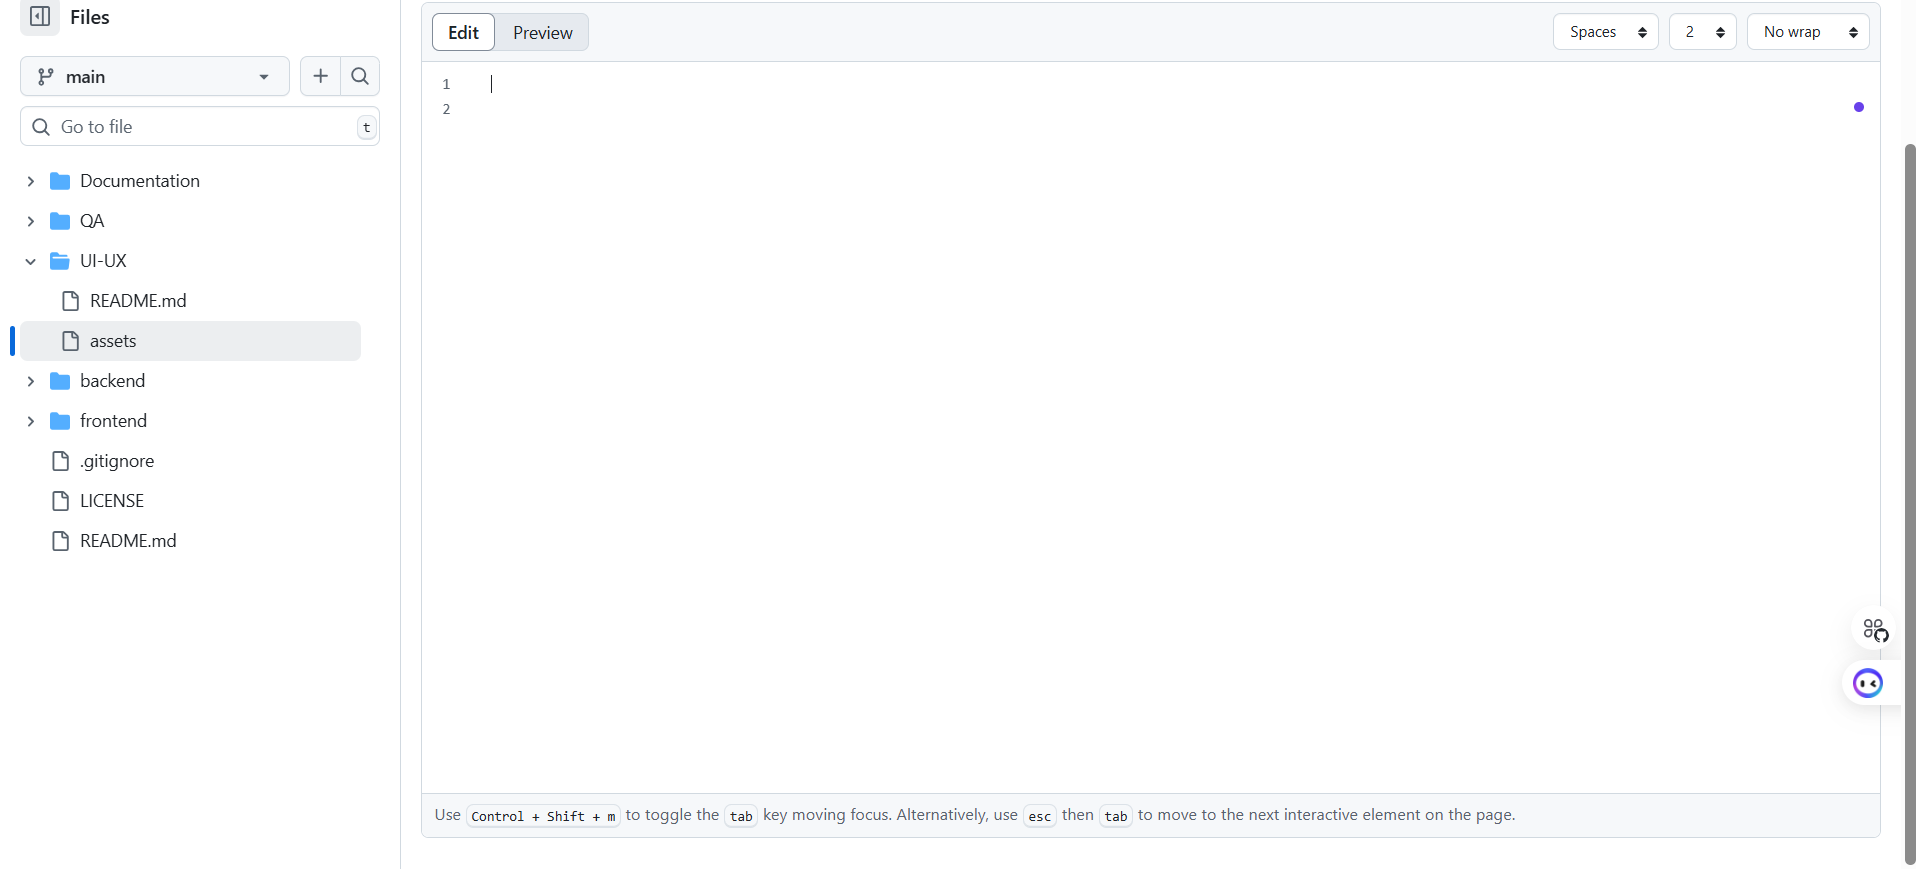 Files
main
Go to file t
Documentation
QA
UI-UX
README.md
assets
backend
frontend
.gitignore
LICENSE
README.md
Edit Preview Spaces 2 No wrap
1
2
Use Control + Shift + m to toggle the tab key moving focus. Alternatively, use esc then tab to move to the next interactive element on the page.